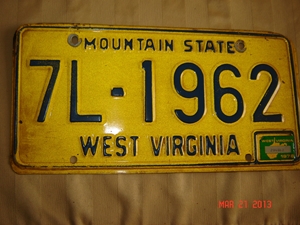 MOUNTAIN STATE
7L-1962
WEST VIRGINIA
MAR 21 2013